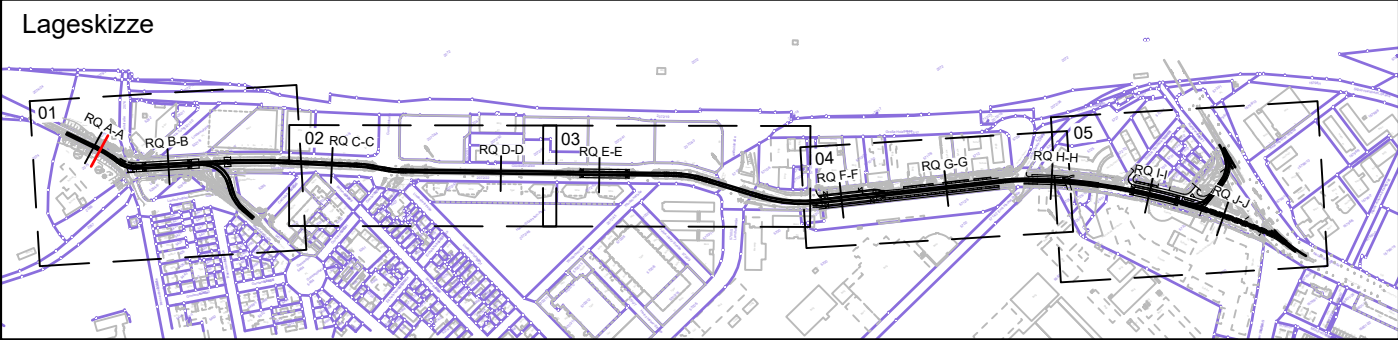 Lageskizze
01
RQ A-A
RQ B-B
02
RQ C-C
RQ D-D
03
RQ E-E
04
RQ F-F
RQ G-G
RQ H-H
05
RQ I-I
RQ J-J